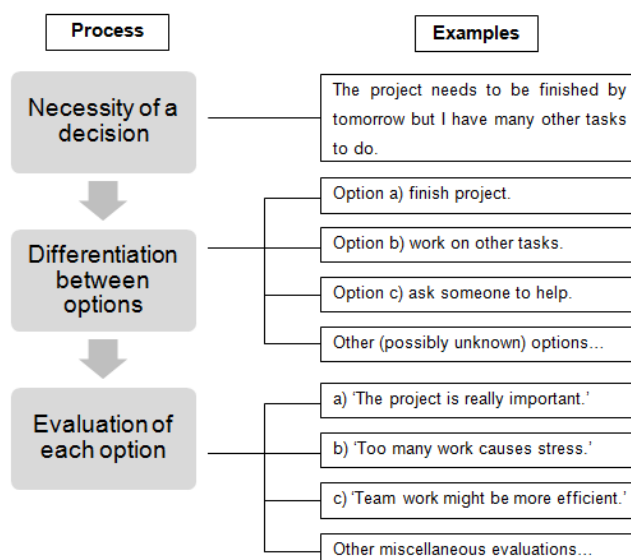 Process
Examples
Necessity of a
decision
The project needs to be finished by
tomorrow but I have many other tasks
to do.
Differentiation
between
options
Option a) finish project.
Option b) work on other tasks.
Option c) ask someone to help.
Other (possibly unknown) options…
Evaluation of
each option
a) ‘The project is really important.’
b) ‘Too many work causes stress.’
c) ‘Team work might be more efficient.’
Other miscellaneous evaluations…